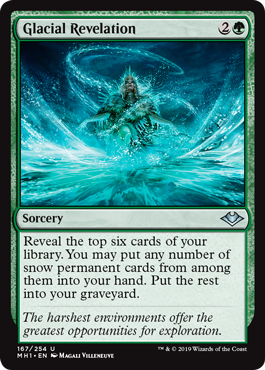 Glacial Revelation 2
Sorcery
Reveal the top six cards of your
library. You may put any number of
snow permanent cards from among
them into your hand. Put the rest
into your graveyard.
The harshest environments offer the
greatest opportunities for exploration.
167/254 U
MH1 • EN Magali Villeneuve
™ & © 2019 Wizards of the Coast